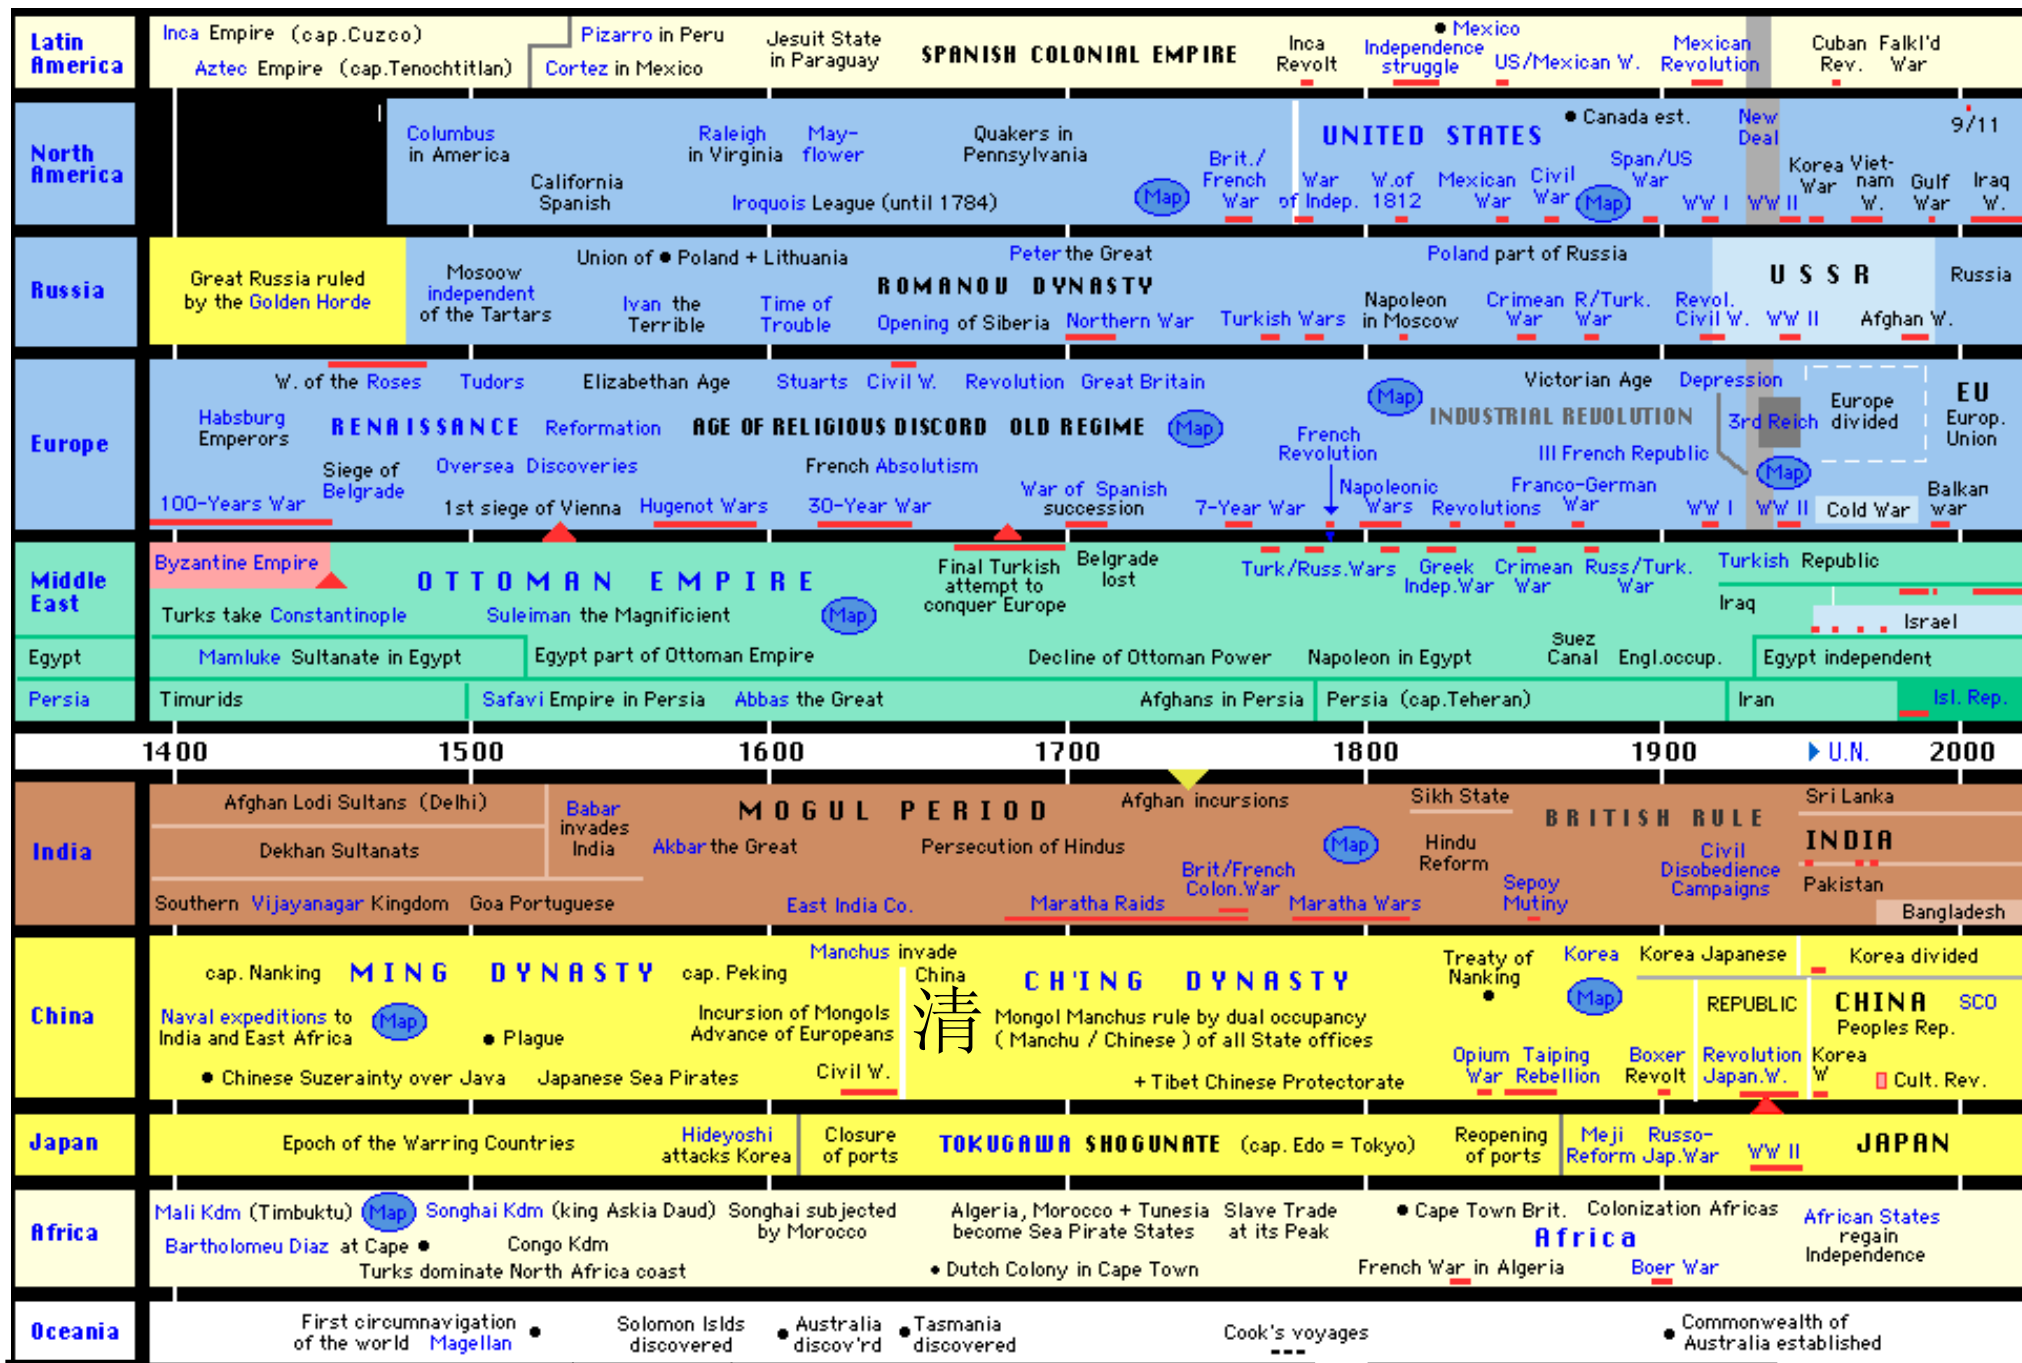 Latin
America
Inca Empire (cap.Cuzco)
Aztec Empire (cap.Tenochtitlan)
Pizarro in Peru
Cortez in Mexico
Jesuit State
in Paraguay
SPANISH COLONIAL EMPIRE
Inca
Revolt
Mexico
Independence
struggle
US/Mexican W.
Mexican
Revolution
Cuban
Rev.
Falkl'd
War
North
America
Columbus
in America
California
Spanish
Raleigh
in Virginia
May-
flower
Iroquois League (until 1784)
Quakers in
Pennsylvania
Map
Brit./
French
War
UNITED STATES
War
of Indep.
W.of
1812
Mexican
War
Civil
War
Canada est.
Map
Span/US
War
WW I
New
Deal
WW II
Korea
War
Viet-
nam
W.
Gulf
War
9/11
Iraq
W.
Russia
Great Russia ruled
by the Golden Horde
Mosoow
independent
of the Tartars
Union of Poland + Lithuania
Ivan the
Terrible
Time of
Trouble
ROMANOV DYNASTY
Opening of Siberia
Peter the Great
Northern War
Turkish Wars
Napoleon
in Moscow
Poland part of Russia
Crimean
War
R/Turk.
War
Revol.
Civil W.
USSR
WW II
Afghan W.
Russia
Europe
W. of the Roses
Tudors
Elizabethan Age
Stuarts
Civil W.
Revolution
Great Britain
Map
Victorian Age
Depression
Habsburg
Emperors
RENAISSANCE
Reformation
AGE OF RELIGIOUS DISCORD
OLD REGIME
Map
French
Revolution
INDUSTRIAL REVOLUTION
3rd Reich
Europe
divided
EU
Europ.
Union
Siege of
Belgrade
Oversea Discoveries
French Absolutism
III French Republic
Map
100-Years War
1st siege of Vienna
Hugenot Wars
30-Year War
War of Spanish
succession
7-Year War
Napoleonic
Wars
Revolutions
Franco-German
War
WW I
WW II
Cold War
Balkan
war
Middle
East
Byzantine Empire
OTTOMAN EMPIRE
Turks take Constantinople
Suleiman the Magnificient
Map
Final Turkish
attempt to
conquer Europe
Belgrade
lost
Turk/Russ.Wars
Greek
Indep.War
Crimean
War
Russ/Turk.
War
Turkish Republic
Iraq
Israel
Egypt
Mamluke Sultanate in Egypt
Egypt part of Ottoman Empire
Decline of Ottoman Power
Napoleon in Egypt
Suez
Canal
Engl.occup.
Egypt independent
Persia
Timurids
Safavi Empire in Persia
Abbas the Great
Afghans in Persia
Persia (cap.Teheran)
Iran
Isl. Rep.
1400 1500 1600 1700 1800 1900 U.N. 2000
India
Afghan Lodi Sultans (Delhi)
Dekhan Sultanats
Southern Vijayanagar Kingdom
Goa Portuguese
Babar
invades
India
MOGUL PERIOD
Akbar the Great
Persecution of Hindus
East India Co.
Maratha Raids
Afghan incursions
Brit/French
Colon.War
Map
Maratha Wars
Sikh State
Hindu
Reform
BRITISH RULE
Sepoy
Mutiny
Civil
Disobedience
Campaigns
Sri Lanka
INDIA
Pakistan
Bangladesh
China
cap. Nanking
MING DYNASTY
cap. Peking
Naval expeditions to
India and East Africa
Map
Plague
Chinese Suzerainty over Java
Japanese Sea Pirates
Manchus invade
China
Incursion of Mongols
Advance of Europeans
Civil W.
清
CH'ING DYNASTY
Mongol Manchus rule by dual occupancy
( Manchu / Chinese ) of all State offices
+ Tibet Chinese Protectorate
Treaty of
Nanking
Opium
War
Taiping
Rebellion
Korea
Map
Korea Japanese
Boxer
Revolt
REPUBLIC
Revolution
Japan.W.
Korea divided
CHINA
Peoples Rep.
SCO
Korea
W
Cult. Rev.
Japan
Epoch of the Warring Countries
Hideyoshi
attacks Korea
Closure
of ports
TOKUGAWA SHOGUNATE (cap. Edo = Tokyo)
Reopening
of ports
Meji
Reform
Russo-
Jap.War
WW II
JAPAN
Africa
Mali Kdm (Timbuktu)
Map
Songhai Kdm (king Askia Daud)
Bartholomeu Diaz at Cape
Congo Kdm
Turks dominate North Africa coast
Songhai subjected
by Morocco
Algeria, Morocco + Tunesia
become Sea Pirate States
Dutch Colony in Cape Town
Slave Trade
at its Peak
Cape Town Brit.
Colonization Africas
Africa
French War in Algeria
Boer War
African States
regain
Independence
Oceania
First circumnavigation
of the world Magellan
Solomon Islds
discovered
Australia
discov'rd
Tasmania
discovered
Cook's voyages
Commonwealth of
Australia established